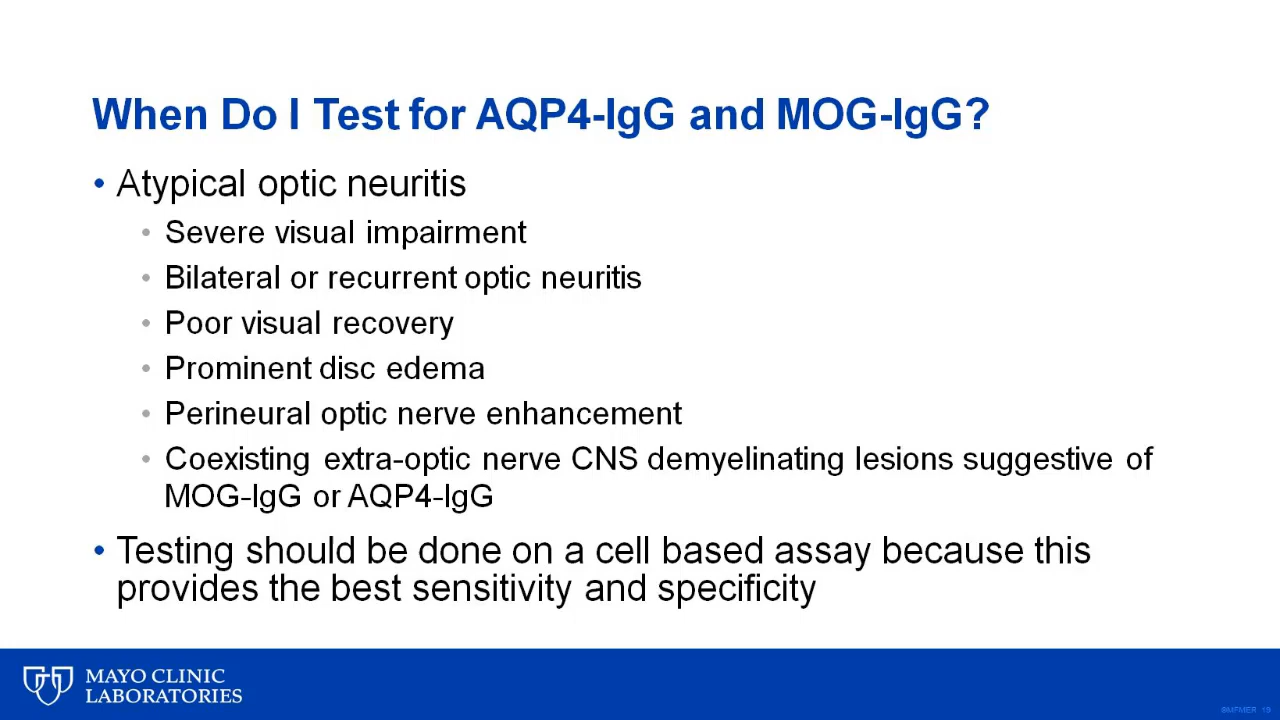 When Do I Test for AQP4-IgG and MOG-IgG?
• Atypical optic neuritis
• Severe visual impairment
• Bilateral or recurrent optic neuritis
• Poor visual recovery
• Prominent disc edema
• Perineural optic nerve enhancement
• Coexisting extra-optic nerve CNS demyelinating lesions suggestive of
MOG-IgG or AQP4-IgG
• Testing should be done on a cell based assay because this
provides the best sensitivity and specificity
MAYO CLINIC
LABORATORIES
©MFMER 15